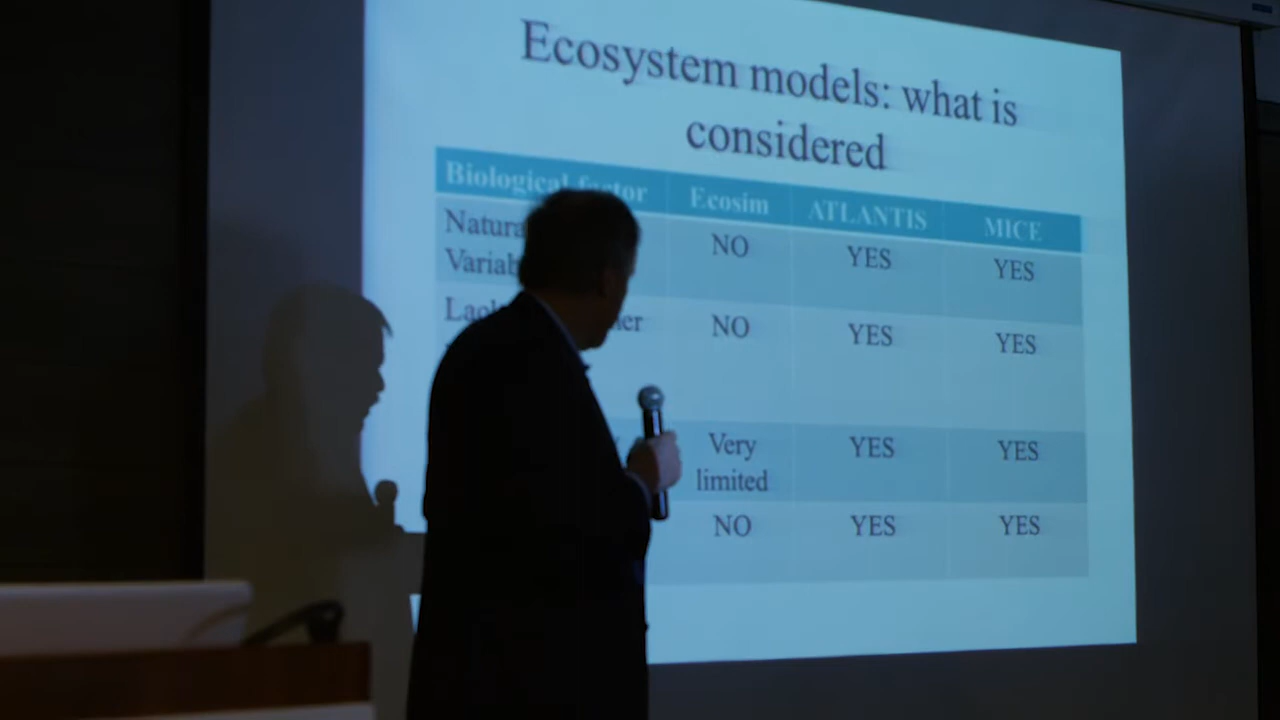 Ecosystem models: what is
considered
Biological factor Ecosim ATLANTIS MICE
NO YES YES
NO YES YES
Very
limited YES YES
NO YES YES